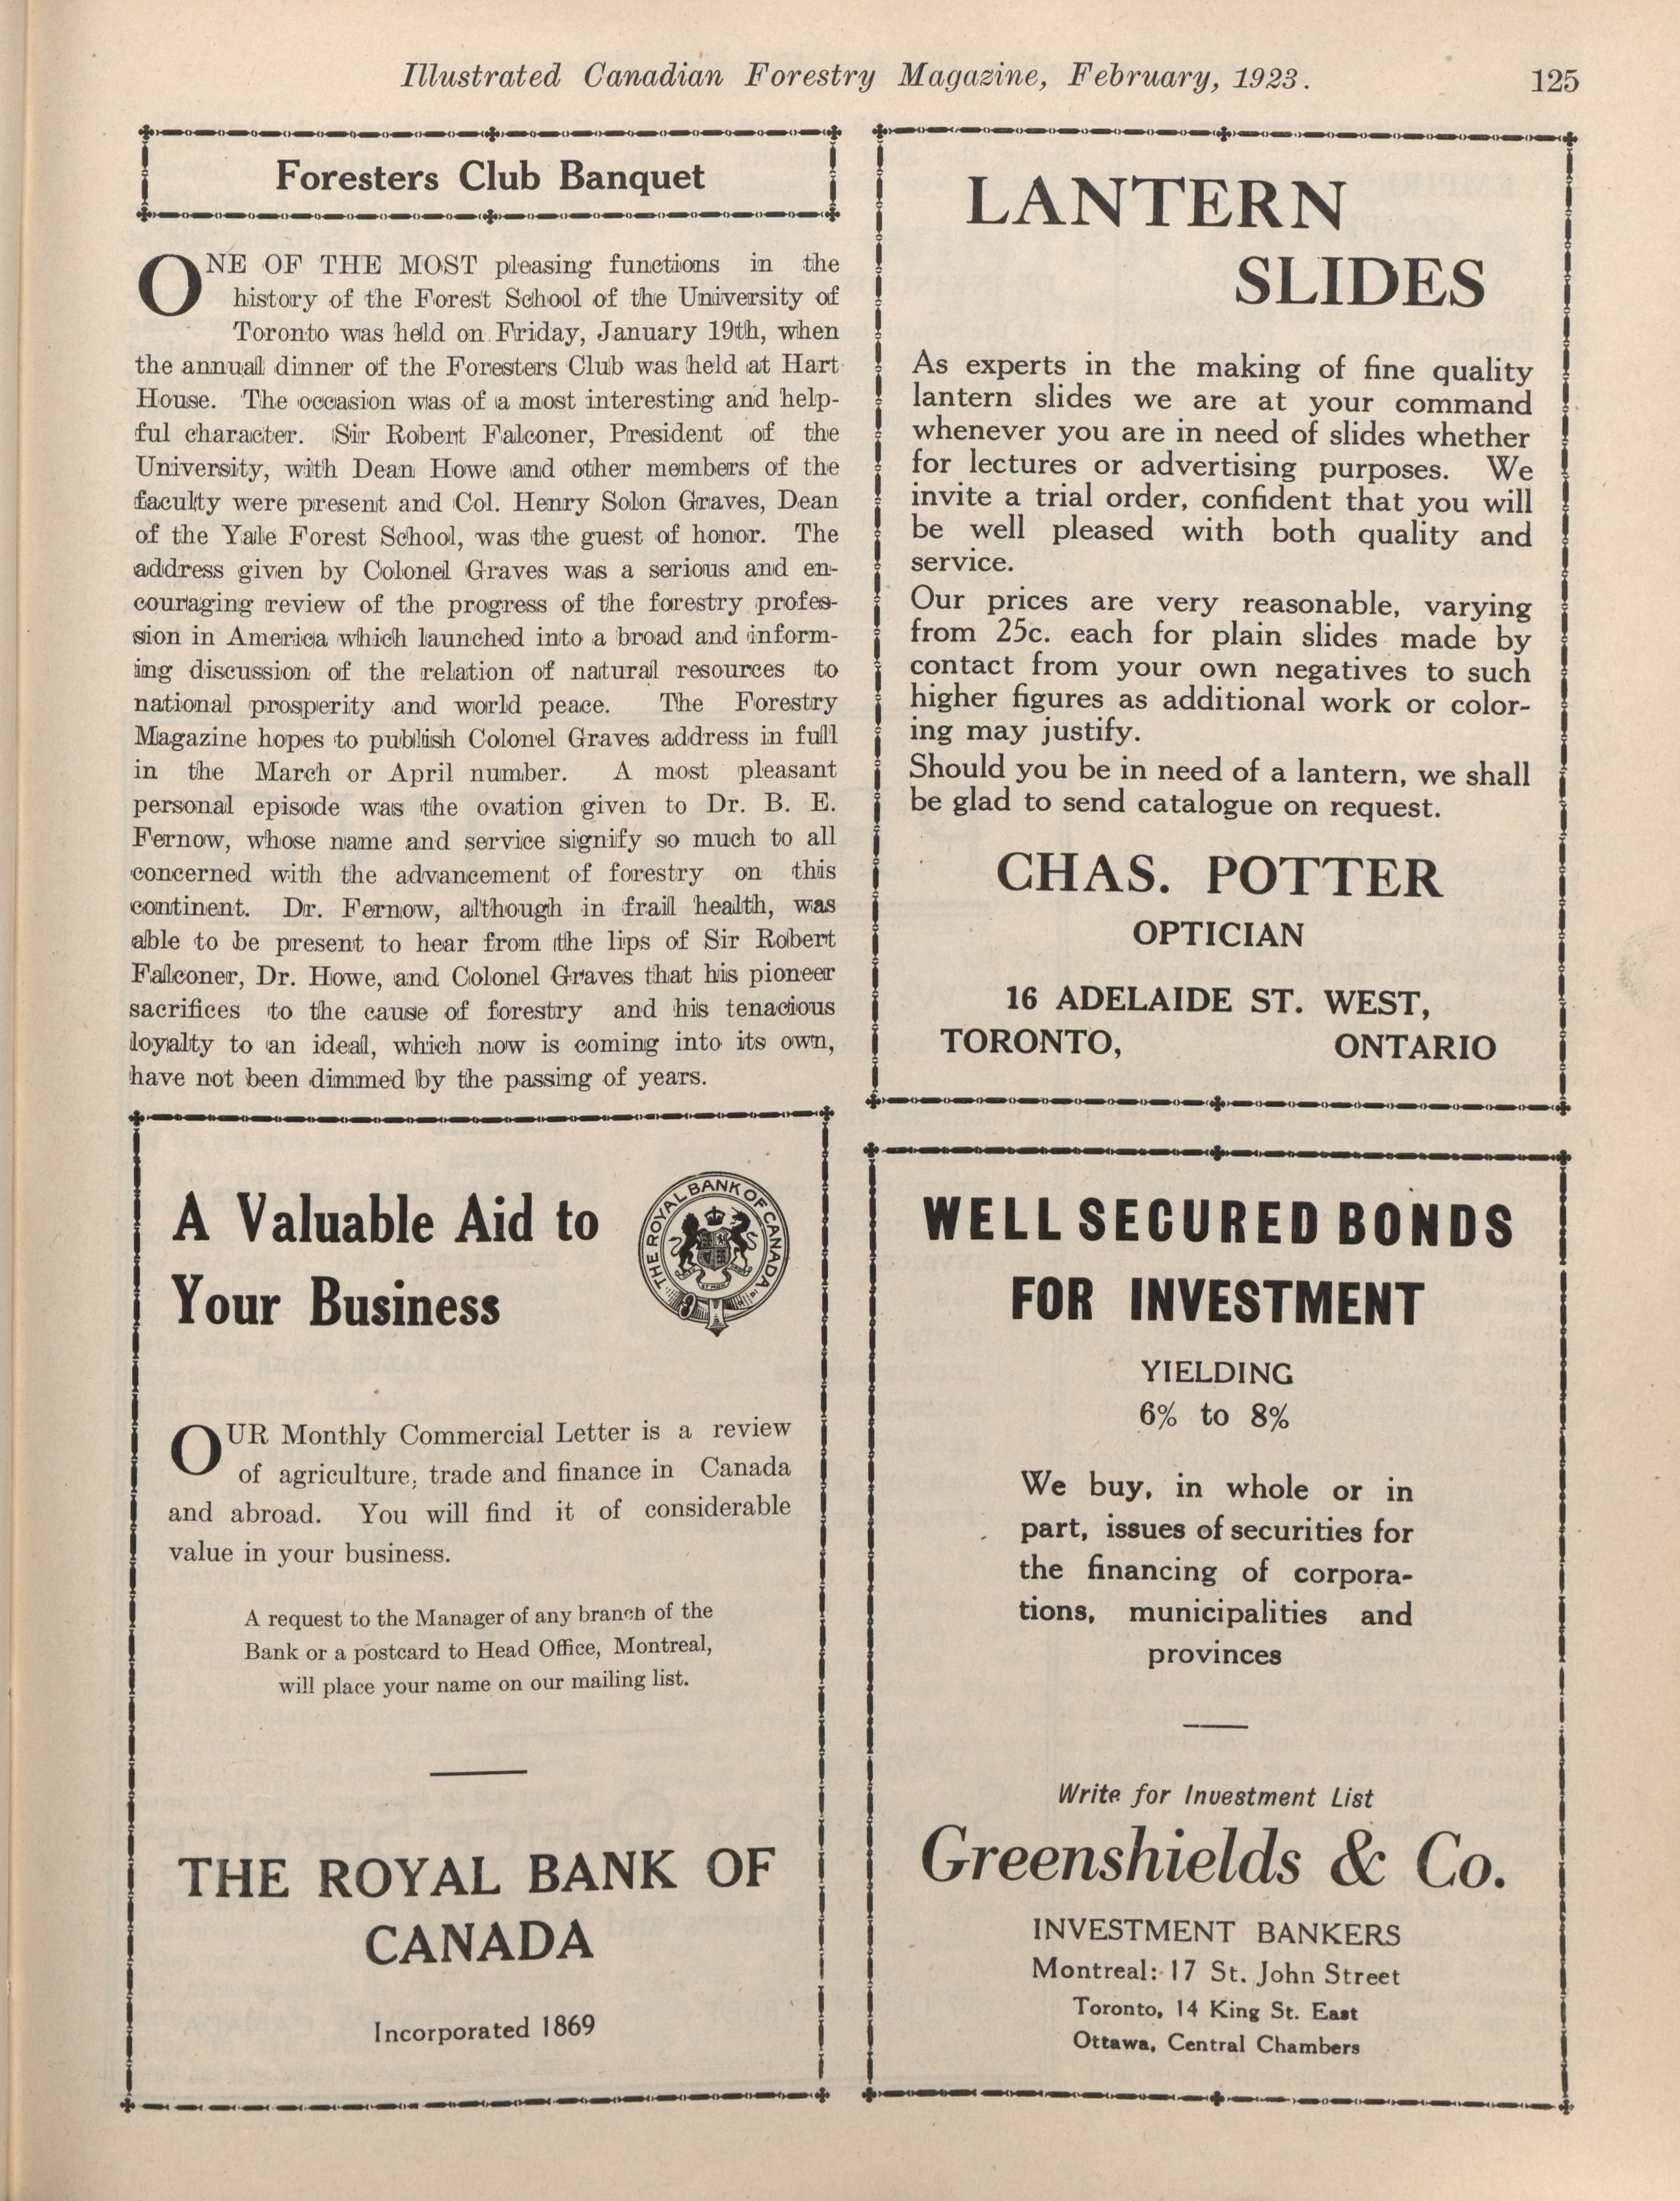 Illustrated Canadian Forestry Magazine, February, 1923.
125
Foresters Club Banquet
ONE OF THE MOST pleasing functions in the
history of the Forest School of the University of
Toronto was held on Friday, January 19th, when
the annual dinner of the Foresters Club was held at Hart
House. The occasion was of a most interesting and help-
ful character. Sir Robert Falconer, President of the
University, with Dean Howe and other members of the
faculty were present and Col. Henry Solon Graves, Dean
of the Yale Forest School, was the guest of honor. The
address given by Colonel Graves was a serious and en-
couraging review of the progress of the forestry profes-
sion in America which launched into a broad and inform-
ing discussion of the relation of natural resources to
national prosperity and world peace. The Forestry
Magazine hopes to publish Colonel Graves address in full
in the March or April number. A most pleasant
personal episode was the ovation given to Dr. B. E.
Fernow, whose name and service signify so much to all
concerned with the advancement of forestry on this
continent. Dr. Fernow, although in frail health, was
able to be present to hear from the lips of Sir Robert
Falconer, Dr. Howe, and Colonel Graves that his pioneer
sacrifices to the cause of forestry and his tenacious
loyalty to an ideal, which now is coming into its own,
have not been dimmed by the passing of years.
A Valuable Aid to
Your Business
THE ROYAL BANK OF CANADA
OUR Monthly Commercial Letter is a review
of agriculture, trade and finance in Canada
and abroad. You will find it of considerable
value in your business.
A request to the Manager of any branch of the
Bank or a postcard to Head Office, Montreal,
will place your name on our mailing list.
THE ROYAL BANK OF
CANADA
Incorporated 1869
LANTERN
SLIDES
As experts in the making of fine quality
lantern slides we are at your command
whenever you are in need of slides whether
for lectures or advertising purposes. We
invite a trial order, confident that you will
be well pleased with both quality and
service.
Our prices are very reasonable, varying
from 25c. each for plain slides made by
contact from your own negatives to such
higher figures as additional work or color-
ing may justify.
Should you be in need of a lantern, we shall
be glad to send catalogue on request.
CHAS. POTTER
OPTICIAN
16 ADELAIDE ST. WEST,
TORONTO, ONTARIO
WELL SECURED BONDS
FOR INVESTMENT
YIELDING
6% to 8%
We buy, in whole or in
part, issues of securities for
the financing of corpora-
tions, municipalities and
provinces
Write for Investment List
Greenshields & Co.
INVESTMENT BANKERS
Montreal: 17 St. John Street
Toronto, 14 King St. East
Ottawa, Central Chambers